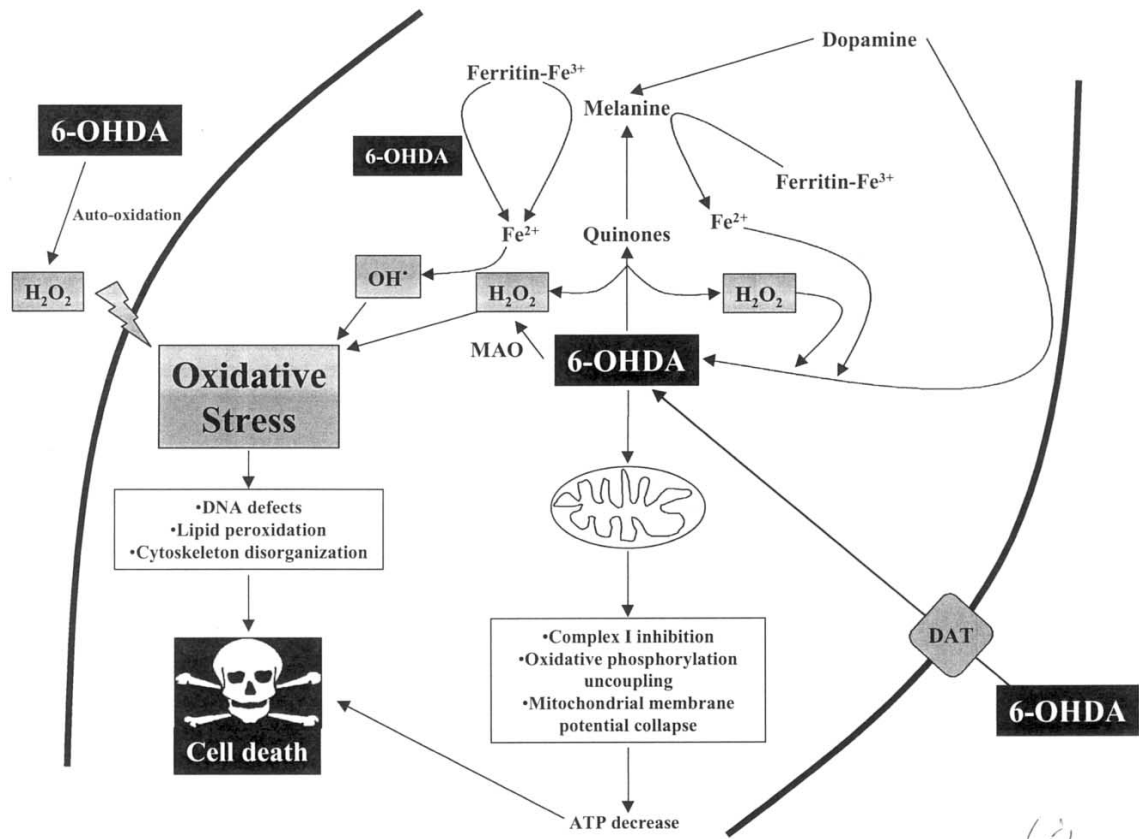 Dopamine
Ferritin-Fe³⁺
Melanine
6-OHDA
6-OHDA
Ferritin-Fe³⁺
Auto-oxidation
Fe²⁺
Fe²⁺
Quinones
OH•
H₂O₂
H₂O₂
H₂O₂
MAO
6-OHDA
Oxidative
Stress
•DNA defects
•Lipid peroxidation
•Cytoskeleton disorganization
•Complex I inhibition
•Oxidative phosphorylation
uncoupling
•Mitochondrial membrane
potential collapse
DAT
6-OHDA
Cell death
ATP decrease